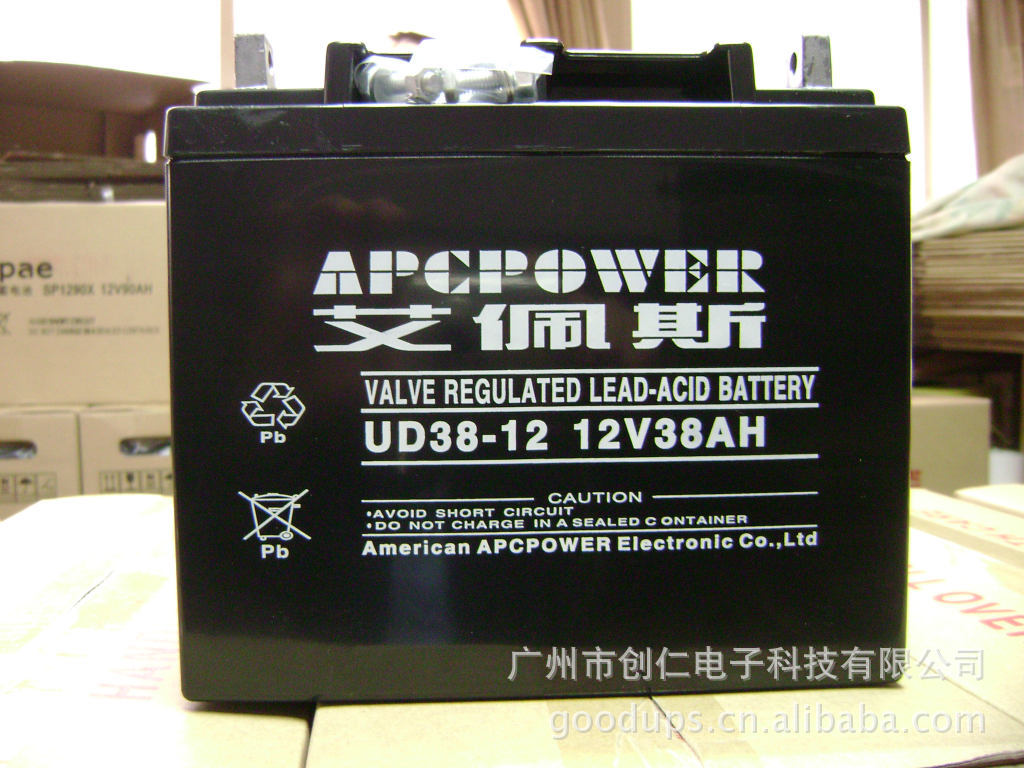 APCPOWER
艾佩斯
VALVE REGULATED LEAD-ACID BATTERY
UD38-12 12V38AH
Pb
CAUTION
•AVOID SHORT CIRCUIT
•DO NOT CHARGE IN A SEALED C ONTAINER
Pb
American APCPOWER Electronic Co.,Ltd
pae
SP1290X 12V90AH
OVER
广州市创仁电子科技有限公司
goodups.cn.alibaba.com